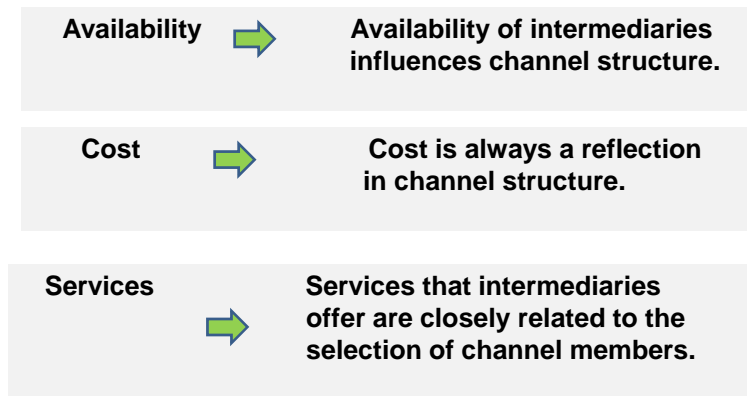 Availability Availability of intermediaries
influences channel structure.
Cost Cost is always a reflection
in channel structure.
Services Services that intermediaries
offer are closely related to the
selection of channel members.